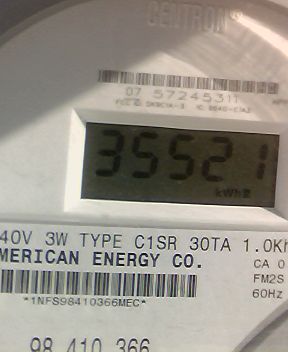 CENTRON®
07 57245311
35521
kWh
40V 3W TYPE C1SR 30TA 1.0Kh
MERICAN ENERGY CO.
CA 0
FM2S
60Hz
*1NFS98410366MEC*
98 410 366